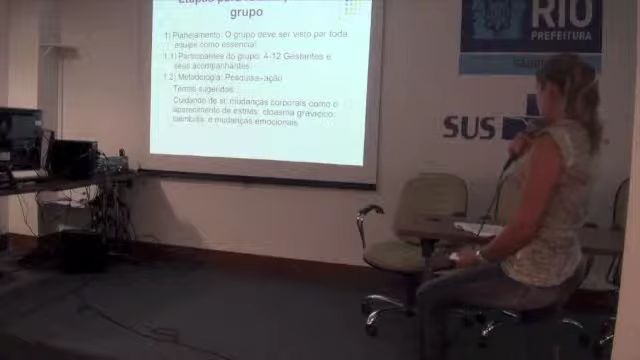 grupo
1) Planejamento: O grupo deve ser visto por toda
equipe como essencial
1.1) Participantes do grupo: 4-12 Gestantes e
seus acompanhantes
1.2) Metodologia: Pesquisa-ação
Temas sugeridos:
Cuidando de si: mudanças corporais como o
aparecimento de estrias, cloasma gravídico,
cãimbras, e mudanças emocionais.
RIO
PREFEITURA
SUS